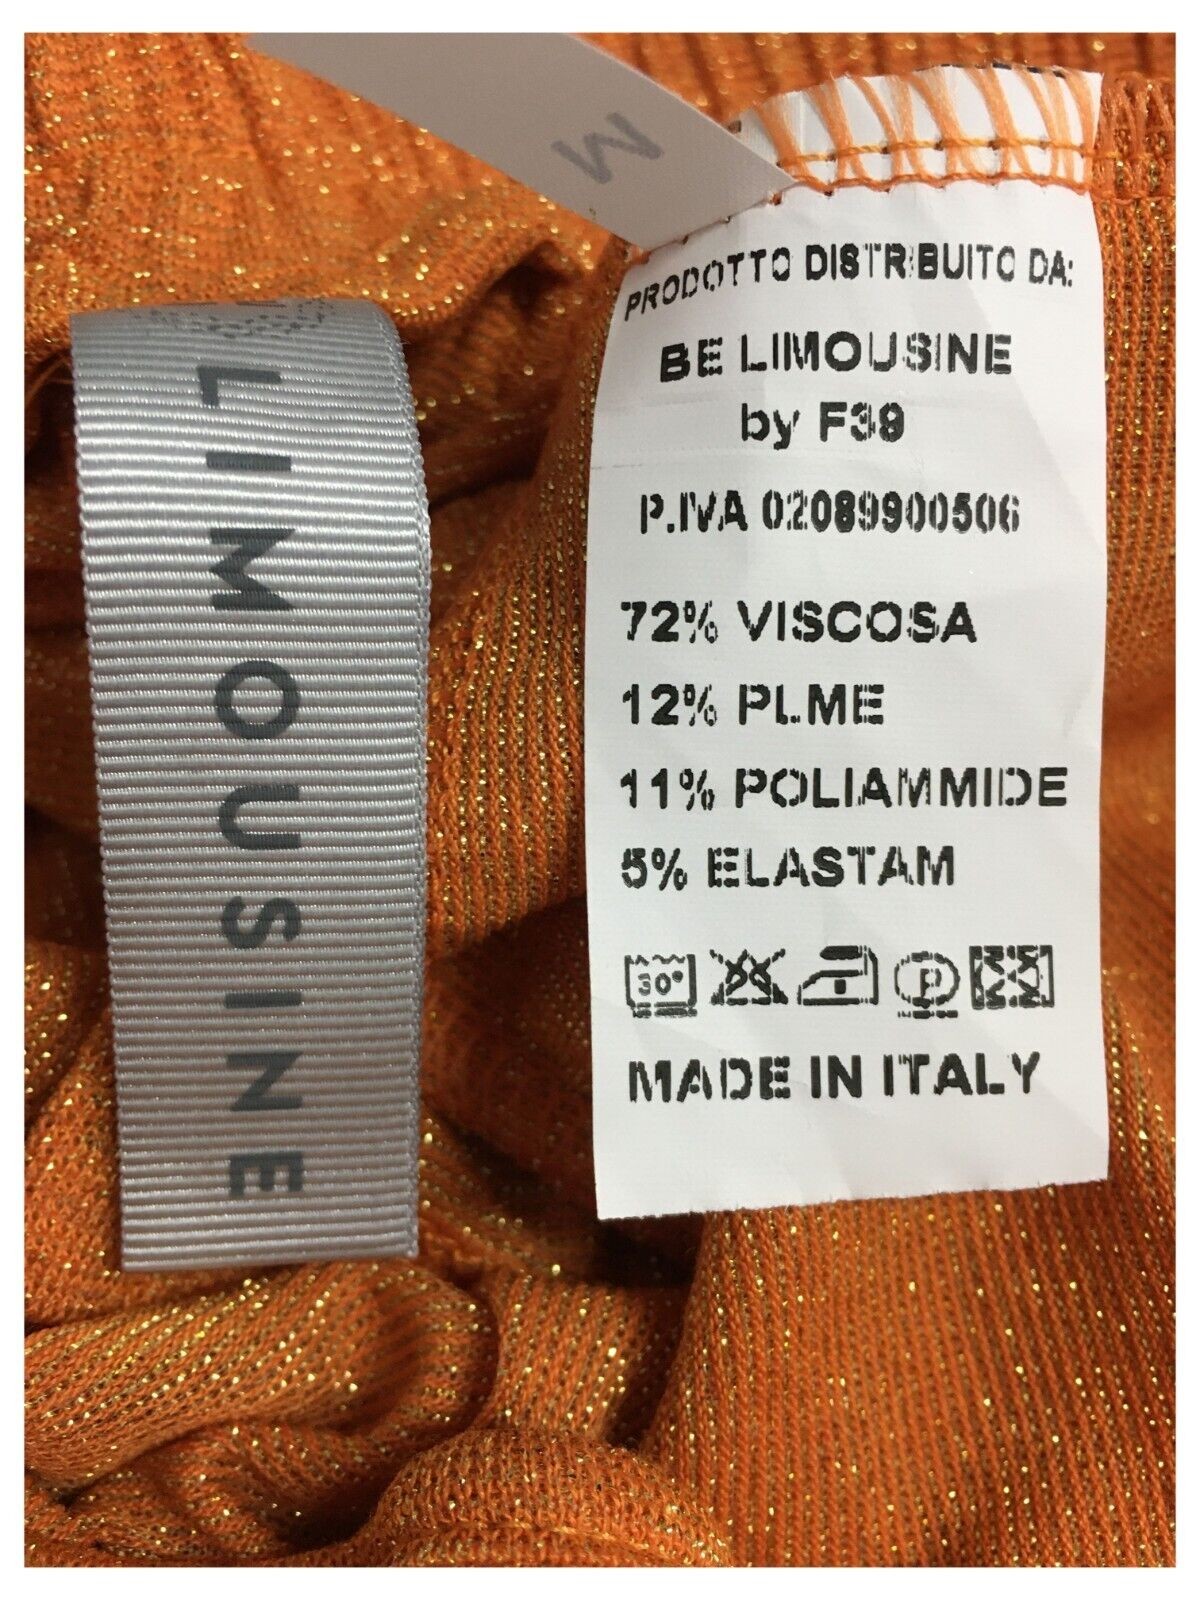 M
LIMOUSINE
PRODOTTO DISTRIBUITO DA:
BE LIMOUSINE
by F39
P.IVA 02089900506
72% VISCOSA
12% PLME
11% POLIAMMIDE
5% ELASTAM
30° P
MADE IN ITALY